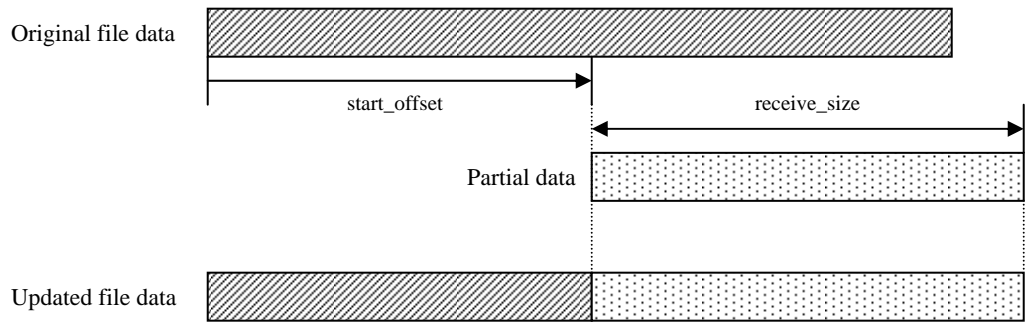 Original file data
start_offset
receive_size
Partial data
Updated file data